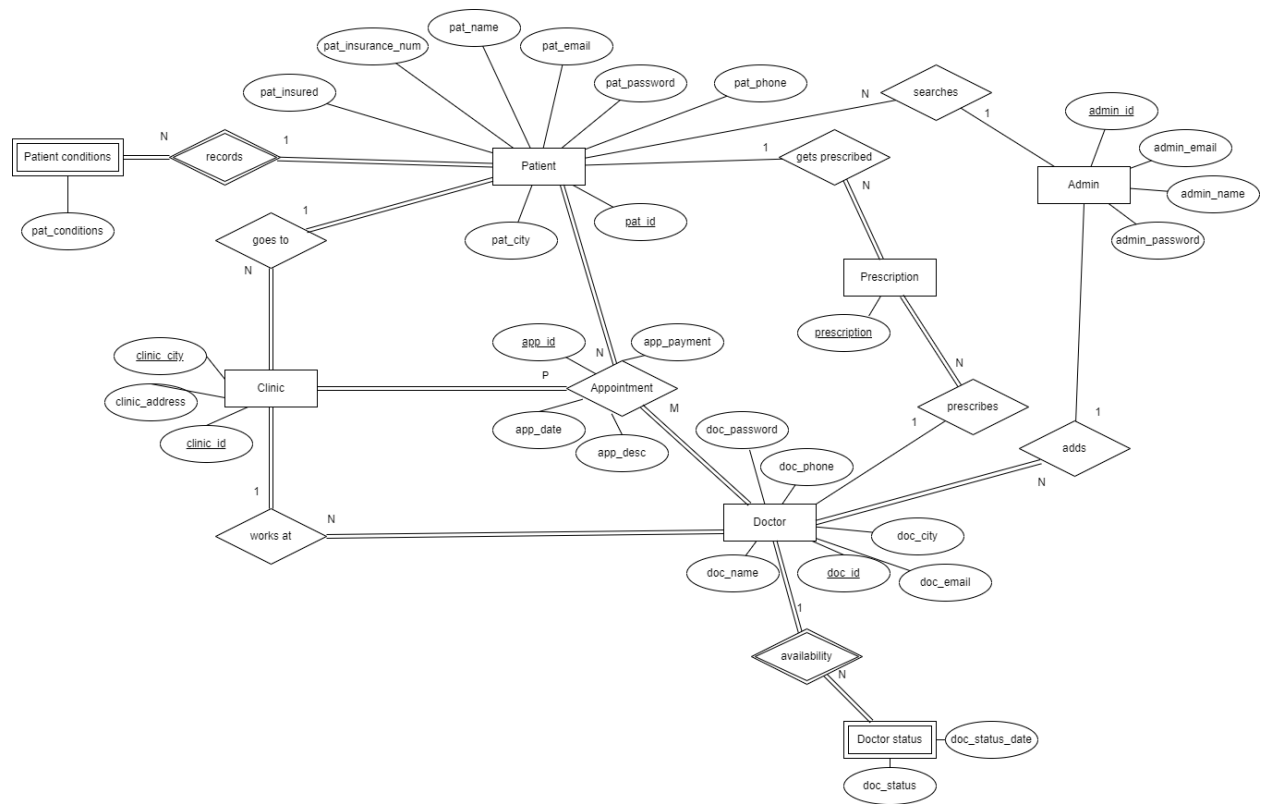 pat_name
pat_insurance_num
pat_email
pat_password
pat_phone
pat_insured
searches
N
1
admin_id
admin_email
admin_name
admin_password
Admin
Patient conditions
N
records
1
Patient
1
gets prescribed
N
pat_conditions
pat_city
pat_id
1
goes to
N
Prescription
prescription
clinic_city
clinic_address
clinic_id
Clinic
app_id
app_payment
N
P
Appointment
M
app_date
app_desc
N
prescribes
1
1
adds
N
doc_password
doc_phone
1
works at
N
Doctor
doc_city
doc_name
doc_id
doc_email
1
availability
N
Doctor status
doc_status_date
doc_status